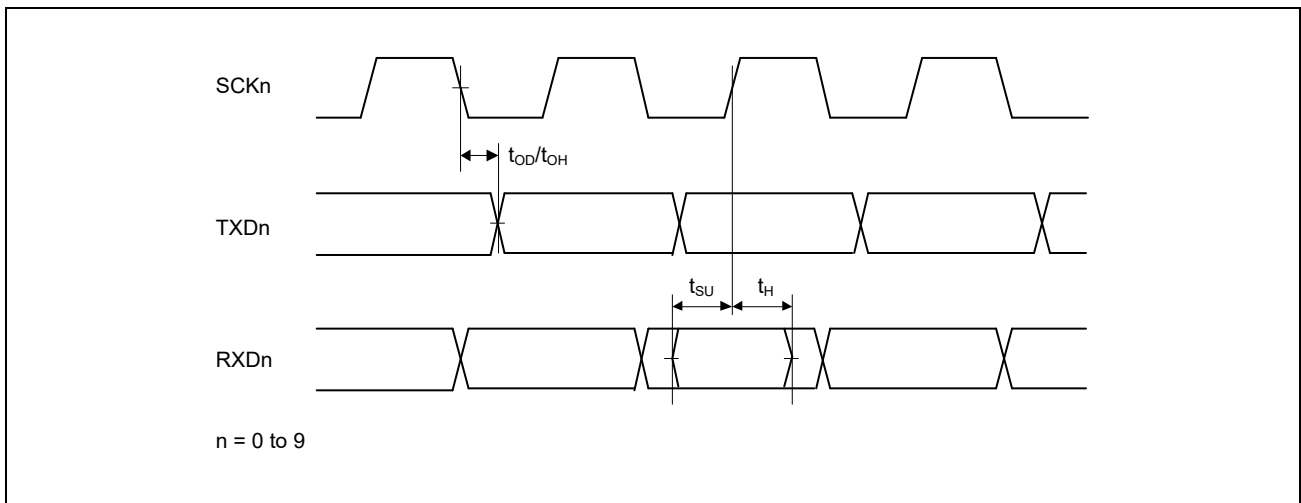 SCKn
tOD/tOH
TXDn
tSU tH
RXDn
n = 0 to 9